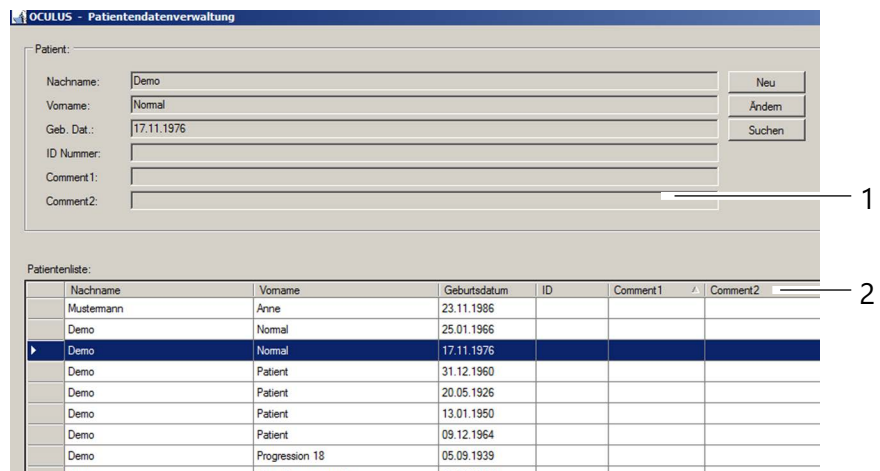 OCULUS - Patientendatenverwaltung
Patient:
Nachname: Demo Neu
Vorname: Normal Ändern
Geb. Dat.: 17.11.1976 Suchen
ID Nummer:
Comment1:
Comment2:
1
Patientenliste:
Nachname Vorname Geburtsdatum ID Comment1 Comment2
2
Mustermann Anne 23.11.1986
Demo Normal 25.01.1966
Demo Normal 17.11.1976
Demo Patient 31.12.1960
Demo Patient 20.05.1926
Demo Patient 13.01.1950
Demo Patient 09.12.1964
Demo Progression 18 05.09.1939